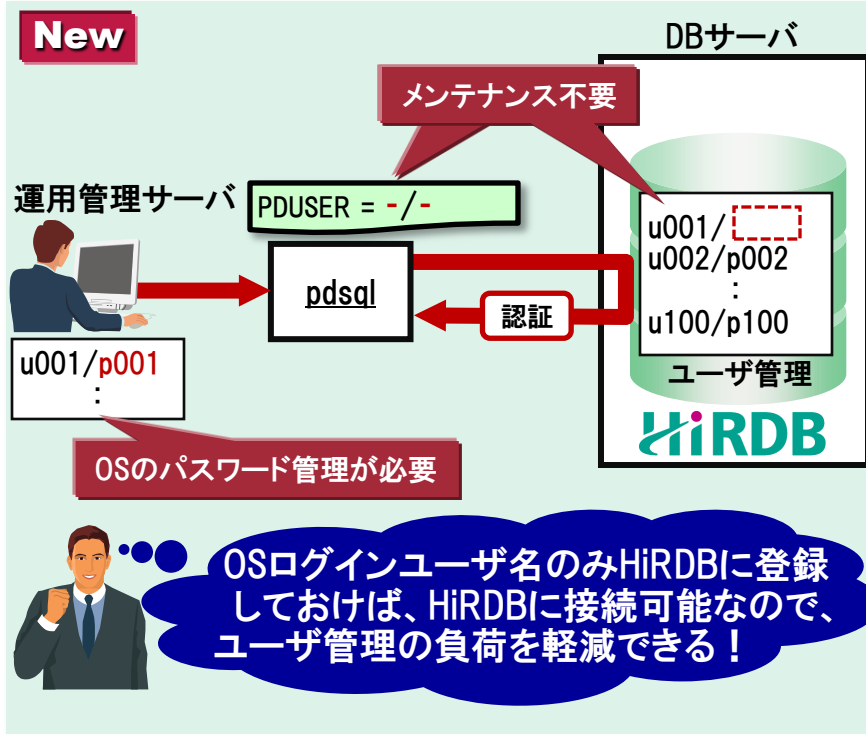 New
DBサーバ
メンテナンス不要
運用管理サーバ
PDUSER = -/-
u001/
u002/p002
:
u100/p100
ユーザ管理
HiRDB
pdsql
認証
u001/p001
:
OSのパスワード管理が必要
OSログインユーザ名のみHiRDBに登録
しておけば、HiRDBに接続可能なので、
ユーザ管理の負荷を軽減できる！